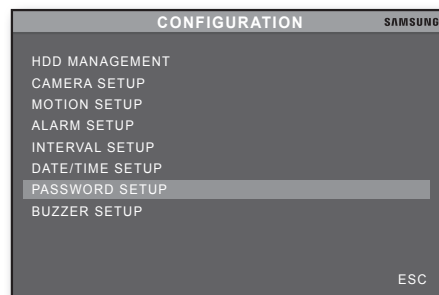 CONFIGURATION SAMSUNG
HDD MANAGEMENT
CAMERA SETUP
MOTION SETUP
ALARM SETUP
INTERVAL SETUP
DATE/TIME SETUP
PASSWORD SETUP
BUZZER SETUP
ESC